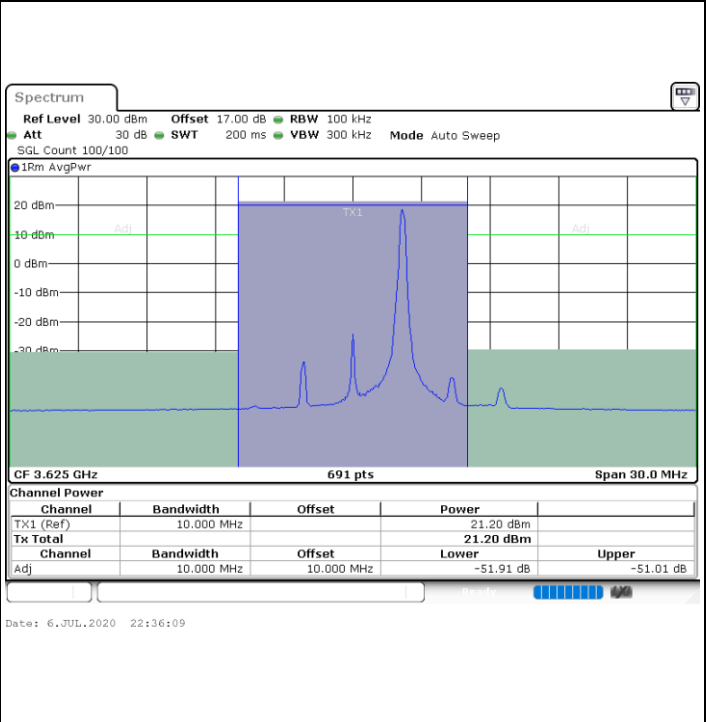 Spectrum
Ref Level 30.00 dBm Offset 17.00 dB RBW 100 kHz
Att 30 dB SWT 200 ms VBW 300 kHz Mode Auto Sweep
SGL Count 100/100
1Rm AvgPwr
20 dBm
TX1
Adj
Adj
10 dBm
0 dBm
-10 dBm
-20 dBm
-30 dBm
CF 3.625 GHz 691 pts Span 30.0 MHz
Channel Power
Channel Bandwidth Offset Power
TX1 (Ref) 10.000 MHz 21.20 dBm
Tx Total 21.20 dBm
Channel Bandwidth Offset Lower Upper
Adj 10.000 MHz 10.000 MHz -51.91 dB -51.01 dB
Ready
Date: 6.JUL.2020 22:36:09